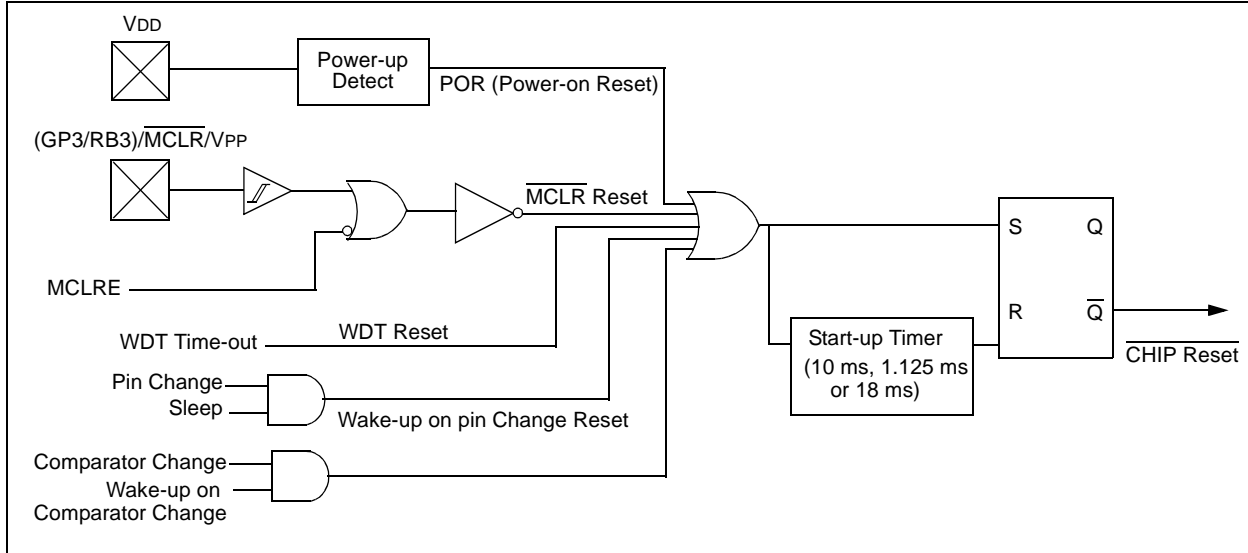 VDD
Power-up
Detect
POR (Power-on Reset)
(GP3/RB3)/MCLR/VPP
MCLR Reset
MCLRE
WDT Time-out
WDT Reset
Pin Change
Sleep
Wake-up on pin Change Reset
Comparator Change
Wake-up on
Comparator Change
S
Q
R
Q
Start-up Timer
(10 ms, 1.125 ms
or 18 ms)
CHIP Reset